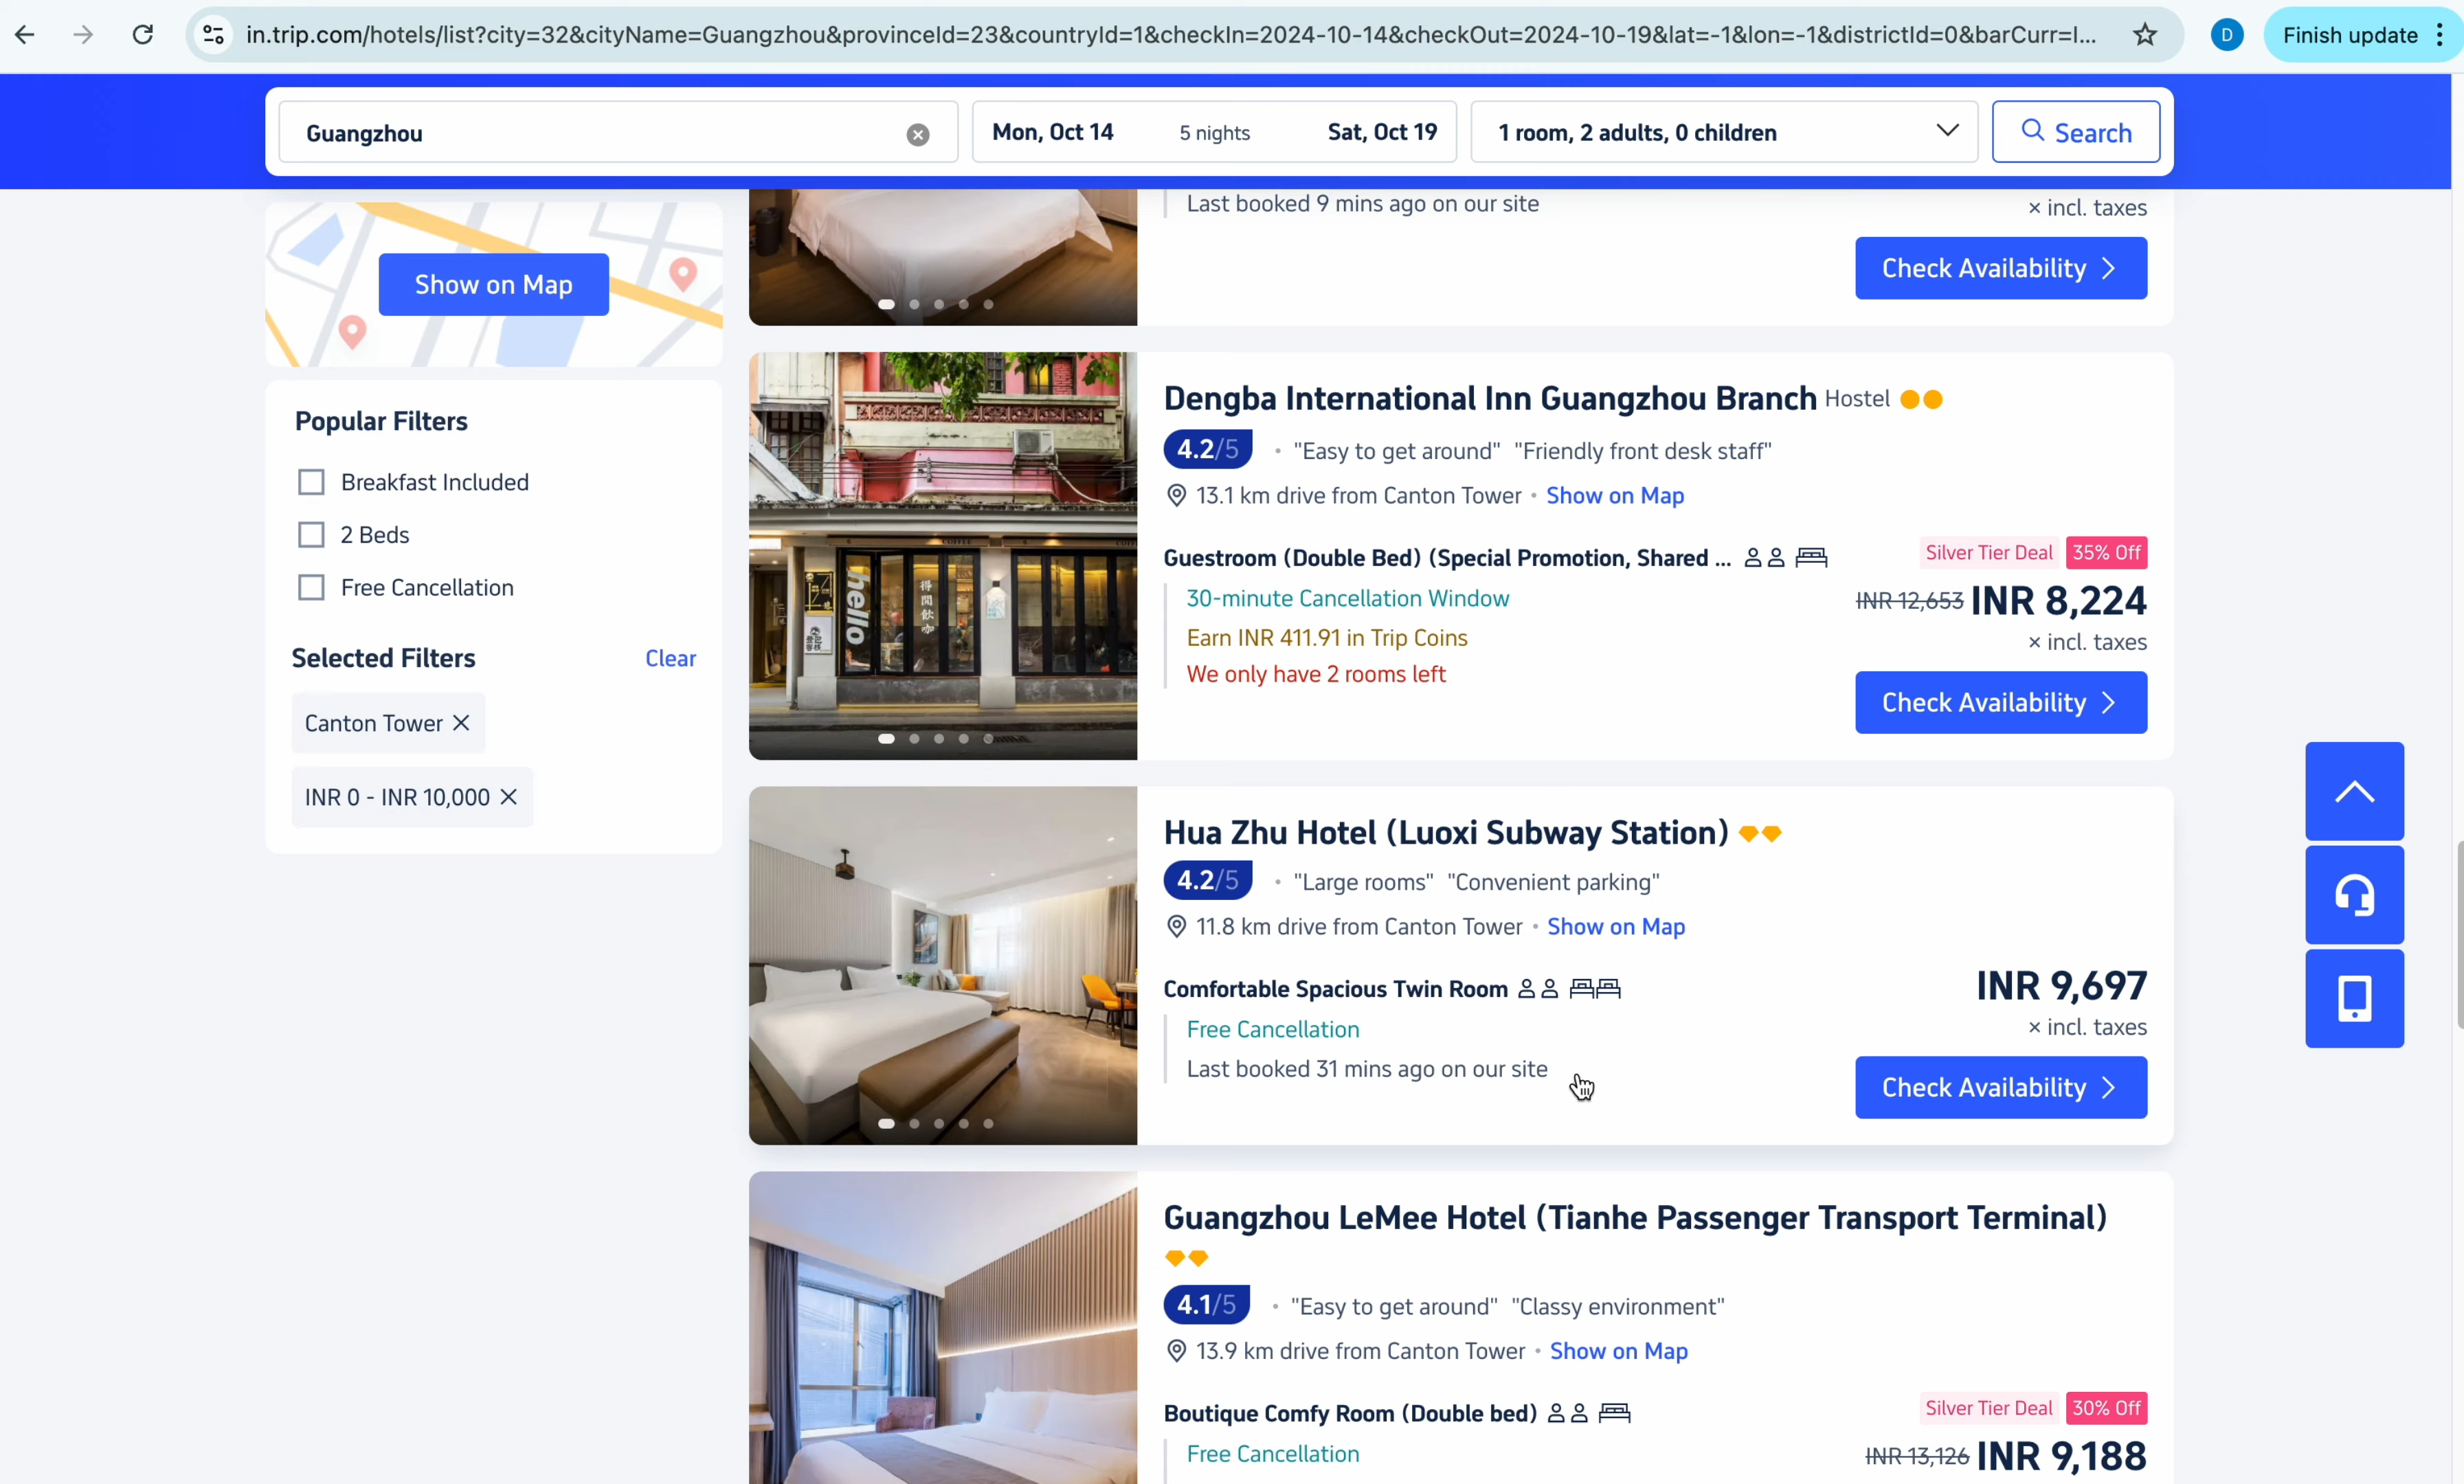 in.trip.com/hotels/list?city=32&cityName=Guangzhou&provinceId=23&countryId=1&checkIn=2024-10-14&checkOut=2024-10-19&lat=-1&lon=-1&districtId=0&barCurr=I...
D
Finish update
Guangzhou
Mon, Oct 14 5 nights Sat, Oct 19
1 room, 2 adults, 0 children
Search
Show on Map
Popular Filters
Breakfast Included
2 Beds
Free Cancellation
Selected Filters Clear
Canton Tower
INR 0 - INR 10,000
Last booked 9 mins ago on our site
× incl. taxes
Check Availability
hello
得閒飲咖
COFFEE
Dengba International Inn Guangzhou Branch Hostel
4.2/5 · "Easy to get around" "Friendly front desk staff"
13.1 km drive from Canton Tower · Show on Map
Guestroom (Double Bed) (Special Promotion, Shared ...
30-minute Cancellation Window
Earn INR 411.91 in Trip Coins
We only have 2 rooms left
Silver Tier Deal 35% Off
INR 12,653 INR 8,224
× incl. taxes
Check Availability
Hua Zhu Hotel (Luoxi Subway Station)
4.2/5 · "Large rooms" "Convenient parking"
11.8 km drive from Canton Tower · Show on Map
Comfortable Spacious Twin Room
Free Cancellation
Last booked 31 mins ago on our site
INR 9,697
× incl. taxes
Check Availability
Guangzhou LeMee Hotel (Tianhe Passenger Transport Terminal)
4.1/5 · "Easy to get around" "Classy environment"
13.9 km drive from Canton Tower · Show on Map
Boutique Comfy Room (Double bed)
Free Cancellation
Silver Tier Deal 30% Off
INR 13,126 INR 9,188